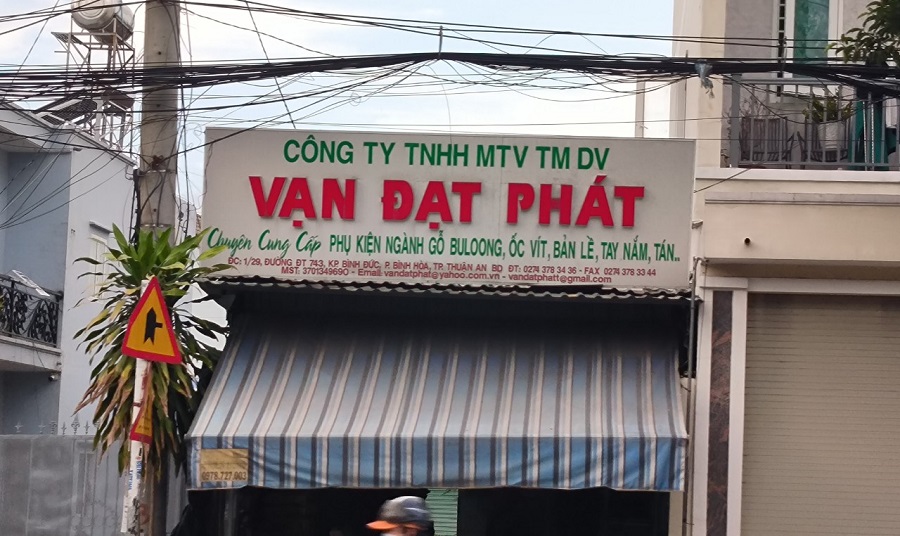 CÔNG TY TNHH MTV TM DV
VẠN ĐẠT PHÁT
Chuyên Cung Cấp PHỤ KIỆN NGÀNH GỖ BULOONG, ỐC VÍT, BẢN LỀ, TAY NẮM, TÁN..
ĐC: 1/29, ĐƯỜNG ĐT 743, KP. BÌNH ĐỨC, P. BÌNH HÒA, TP. THUẬN AN BD ĐT: 0274 378 34 36 - FAX 0274 378 33 44
MST: 3701349690 - Email: vandatphat@yahoo.com.vn - vandatphatt@gmail.com